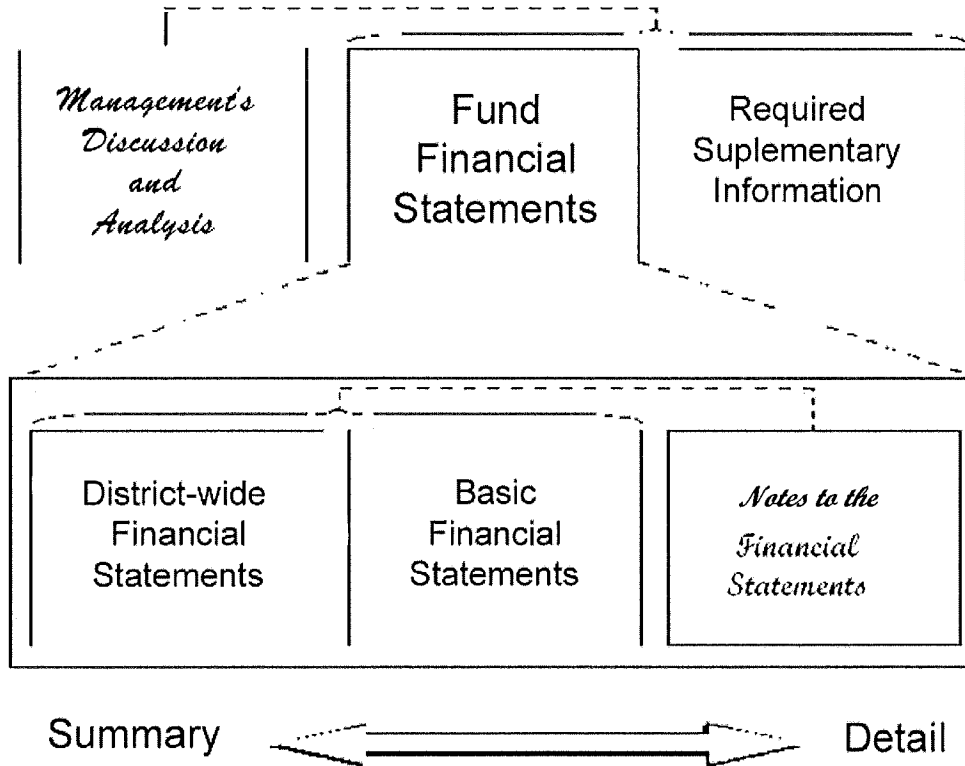 Management's
Discussion
and
Analysis
Fund
Financial
Statements
Required
Suplementary
Information
District-wide
Financial
Statements
Basic
Financial
Statements
Notes to the
Financial
Statements
Summary
Detail